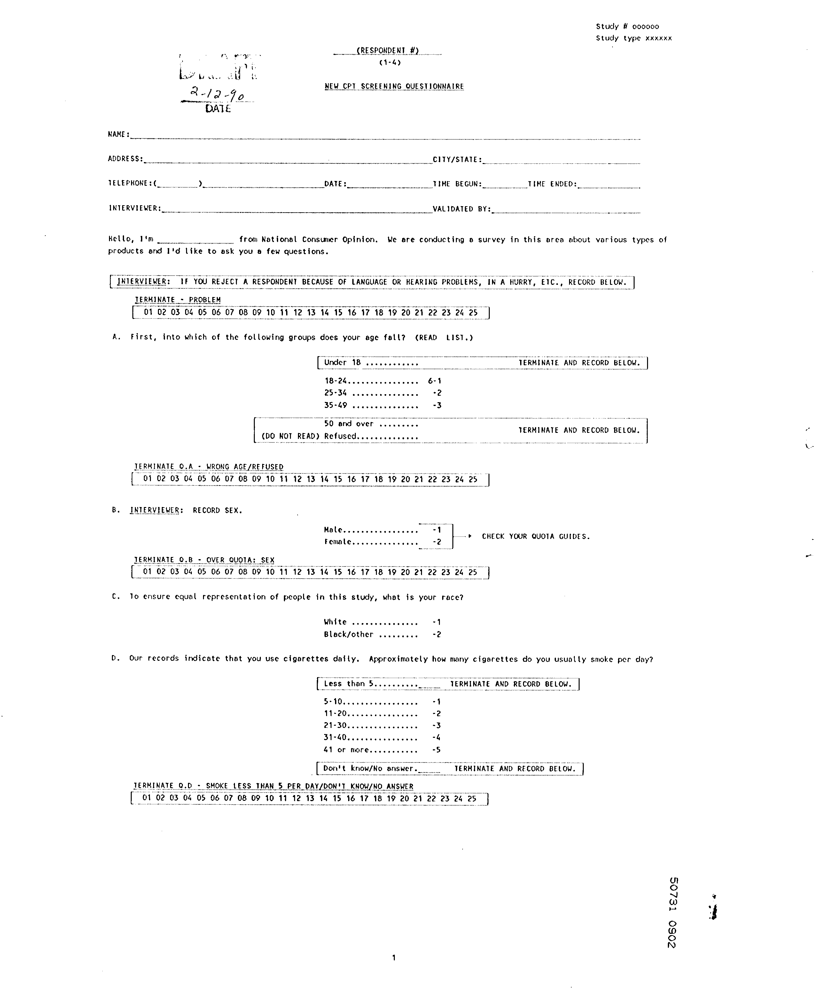 Study # oooooo
Study type xxxxxx
(RESPONDENT #)
(1-4)
2-12-90
DATE
NEW CPT SCREENING QUESTIONNAIRE
NAME:
ADDRESS: CITY/STATE:
TELEPHONE:( ) DATE: TIME BEGUN: TIME ENDED:
INTERVIEWER: VALIDATED BY:
Hello, I'm ________________ from National Consumer Opinion. We are conducting a survey in this area about various types of
products and I'd like to ask you a few questions.
INTERVIEWER: IF YOU REJECT A RESPONDENT BECAUSE OF LANGUAGE OR HEARING PROBLEMS, IN A HURRY, ETC., RECORD BELOW.
TERMINATE - PROBLEM
01 02 03 04 05 06 07 08 09 10 11 12 13 14 15 16 17 18 19 20 21 22 23 24 25
A. First, into which of the following groups does your age fall? (READ LIST.)
Under 18 ............ TERMINATE AND RECORD BELOW.
18-24................ 6-1
25-34 ............... -2
35-49 ............... -3
50 and over .........
TERMINATE AND RECORD BELOW.
(DO NOT READ) Refused..............
TERMINATE Q.A - WRONG AGE/REFUSED
01 02 03 04 05 06 07 08 09 10 11 12 13 14 15 16 17 18 19 20 21 22 23 24 25
B. INTERVIEWER: RECORD SEX.
Male................. -1
CHECK YOUR QUOTA GUIDES.
Female............... -2
TERMINATE Q.B - OVER QUOTA: SEX
01 02 03 04 05 06 07 08 09 10 11 12 13 14 15 16 17 18 19 20 21 22 23 24 25
C. To ensure equal representation of people in this study, what is your race?
White ............... -1
Black/other ......... -2
D. Our records indicate that you use cigarettes daily. Approximately how many cigarettes do you usually smoke per day?
Less than 5.......... TERMINATE AND RECORD BELOW.
5-10................. -1
11-20................ -2
21-30................ -3
31-40................ -4
41 or more........... -5
Don't know/No answer. TERMINATE AND RECORD BELOW.
TERMINATE Q.D - SMOKE LESS THAN 5 PER DAY/DON'T KNOW/NO ANSWER
01 02 03 04 05 06 07 08 09 10 11 12 13 14 15 16 17 18 19 20 21 22 23 24 25
50731 0902
1